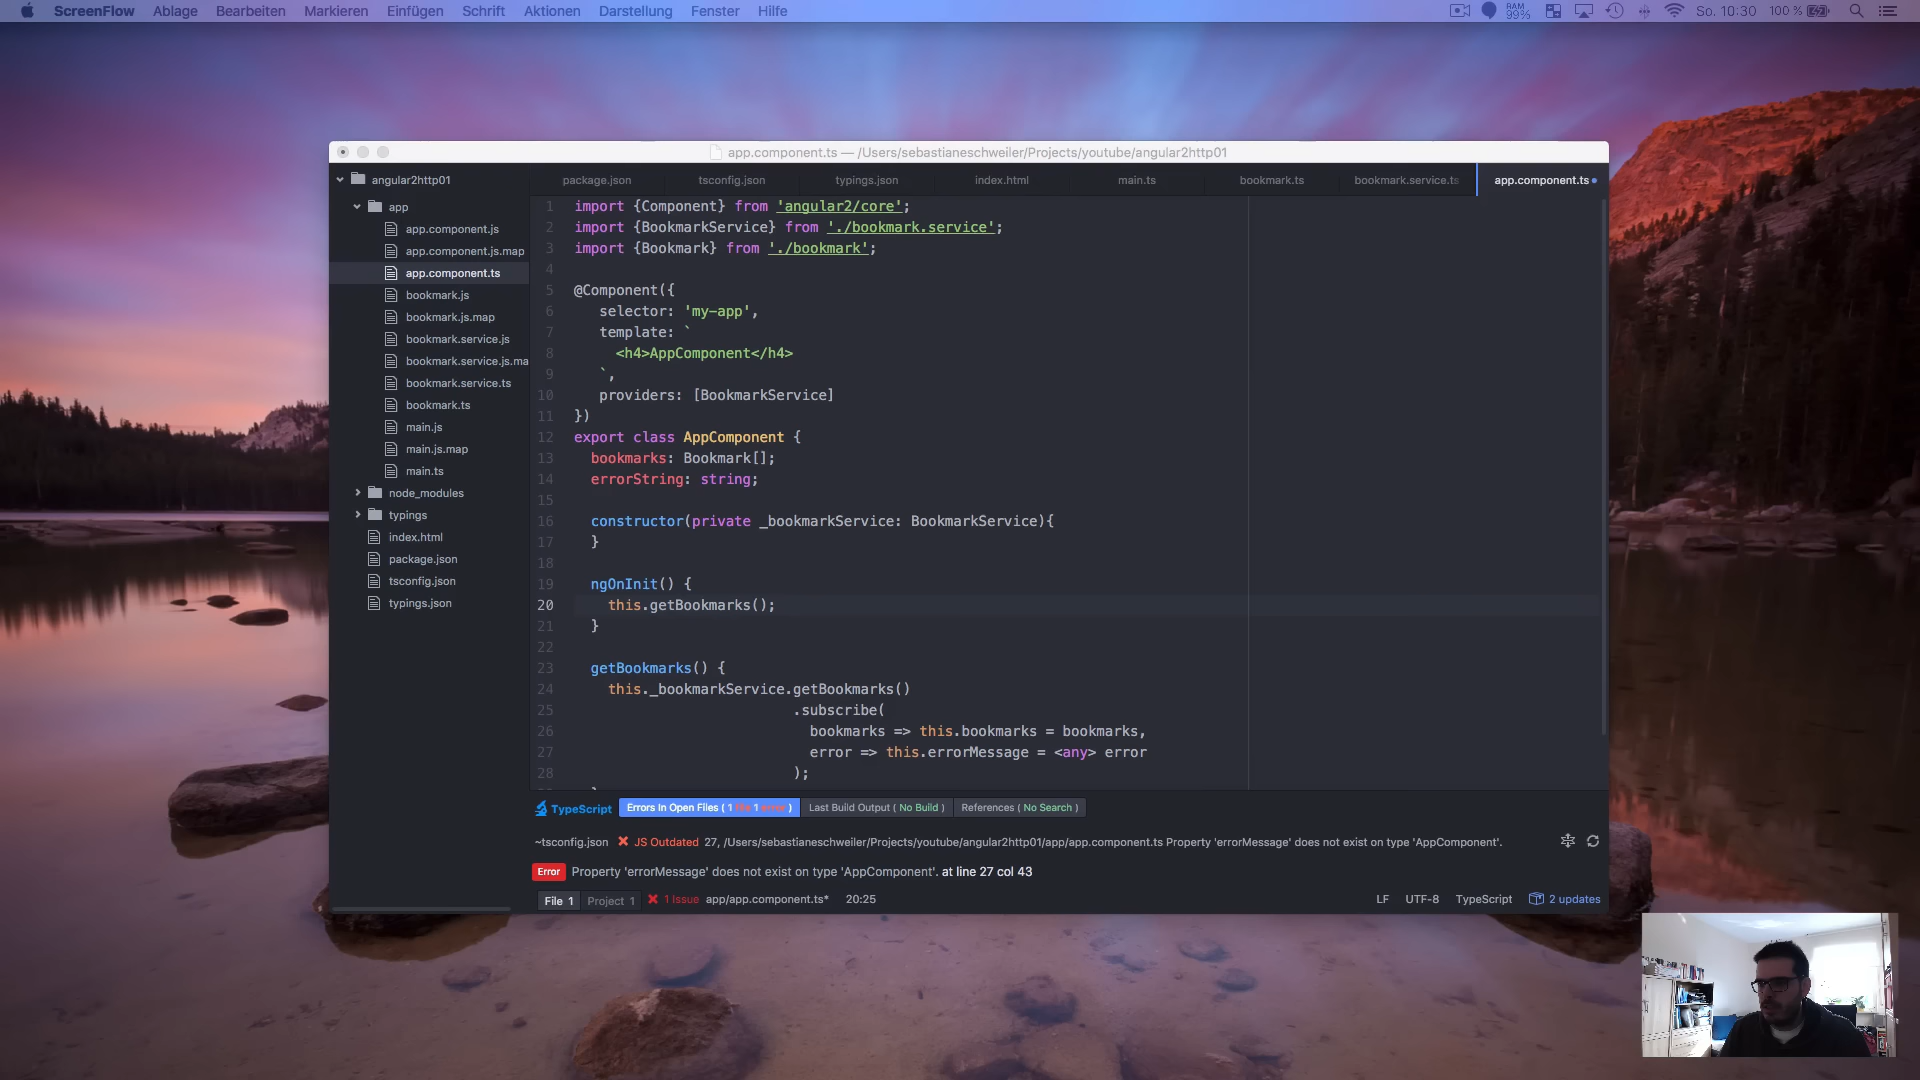 ScreenFlow Ablage Bearbeiten Markieren Einfügen Schrift Aktionen Darstellung Fenster Hilfe
RAM 99% So. 10:30 100 %
app.component.ts — /Users/sebastianeschweiler/Projects/youtube/angular2http01
angular2http01
app
app.component.js
app.component.js.map
app.component.ts
bookmark.js
bookmark.js.map
bookmark.service.js
bookmark.service.js.ma
bookmark.service.ts
bookmark.ts
main.js
main.js.map
main.ts
node_modules
typings
index.html
package.json
tsconfig.json
typings.json
package.json tsconfig.json typings.json index.html main.ts bookmark.ts bookmark.service.ts app.component.ts
1 import {Component} from 'angular2/core';
2 import {BookmarkService} from './bookmark.service';
3 import {Bookmark} from './bookmark';
4
5 @Component({
6 selector: 'my-app',
7 template: `
8 <h4>AppComponent</h4>
9 `,
10 providers: [BookmarkService]
11 })
12 export class AppComponent {
13 bookmarks: Bookmark[];
14 errorString: string;
15
16 constructor(private _bookmarkService: BookmarkService){
17 }
18
19 ngOnInit() {
20 this.getBookmarks();
21 }
22
23 getBookmarks() {
24 this._bookmarkService.getBookmarks()
25 .subscribe(
26 bookmarks => this.bookmarks = bookmarks,
27 error => this.errorMessage = <any> error
28 );
TypeScript Errors In Open Files ( 1 file 1 error ) Last Build Output ( No Build ) References ( No Search )
~tsconfig.json JS Outdated 27, /Users/sebastianeschweiler/Projects/youtube/angular2http01/app/app.component.ts Property 'errorMessage' does not exist on type 'AppComponent'.
Error Property 'errorMessage' does not exist on type 'AppComponent'. at line 27 col 43
File 1 Project 1 1 Issue app/app.component.ts* 20:25 LF UTF-8 TypeScript 2 updates